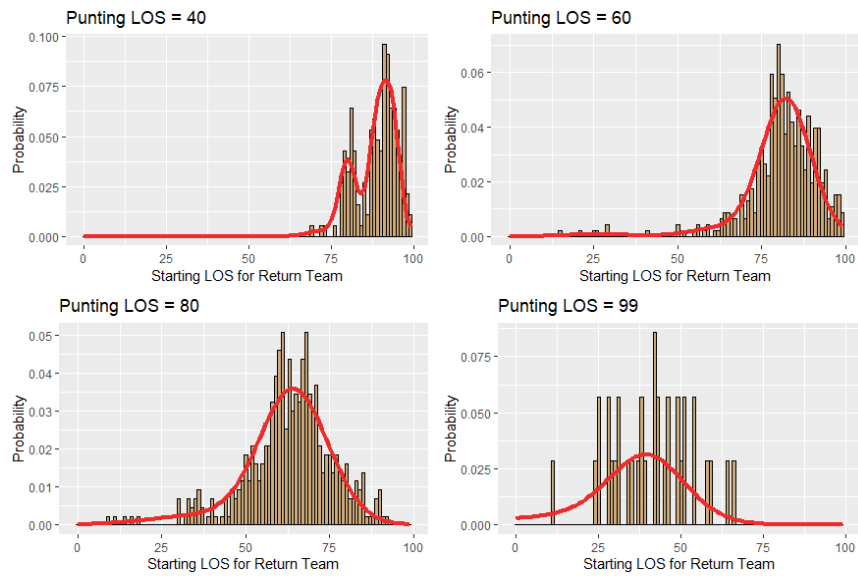 Punting LOS = 40
0.100
0.075
0.050
0.025
0.000
Probability
0 25 50 75 100
Starting LOS for Return Team
Punting LOS = 60
0.06
0.04
0.02
0.00
Probability
0 25 50 75 100
Starting LOS for Return Team
Punting LOS = 80
0.05
0.04
0.03
0.02
0.01
0.00
Probability
0 25 50 75 100
Starting LOS for Return Team
Punting LOS = 99
0.075
0.050
0.025
0.000
Probability
0 25 50 75 100
Starting LOS for Return Team